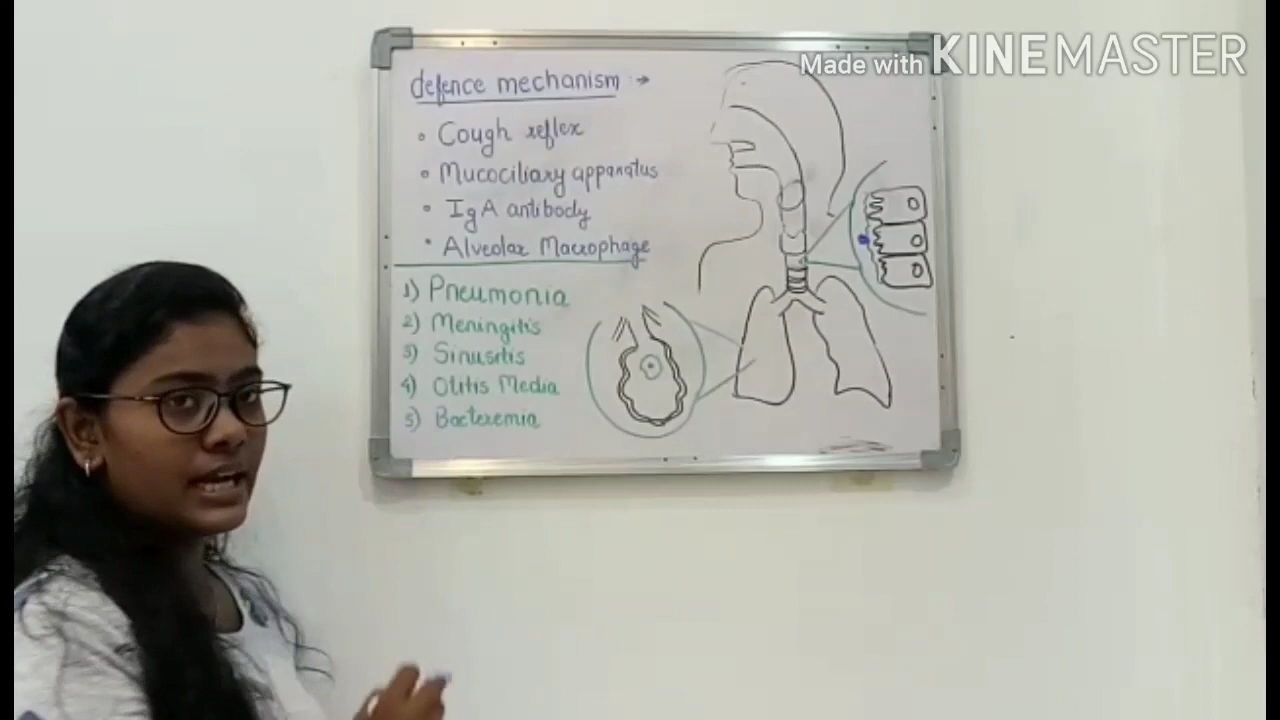 Made with KINEMASTER
defence mechanism :→
• Cough reflex
• Mucociliary apparatus
• IgA antibody
• Alveolar Macrophage
1) Pneumonia
2) Meningitis
3) Sinusitis
4) Otitis Media
5) Bacteremia